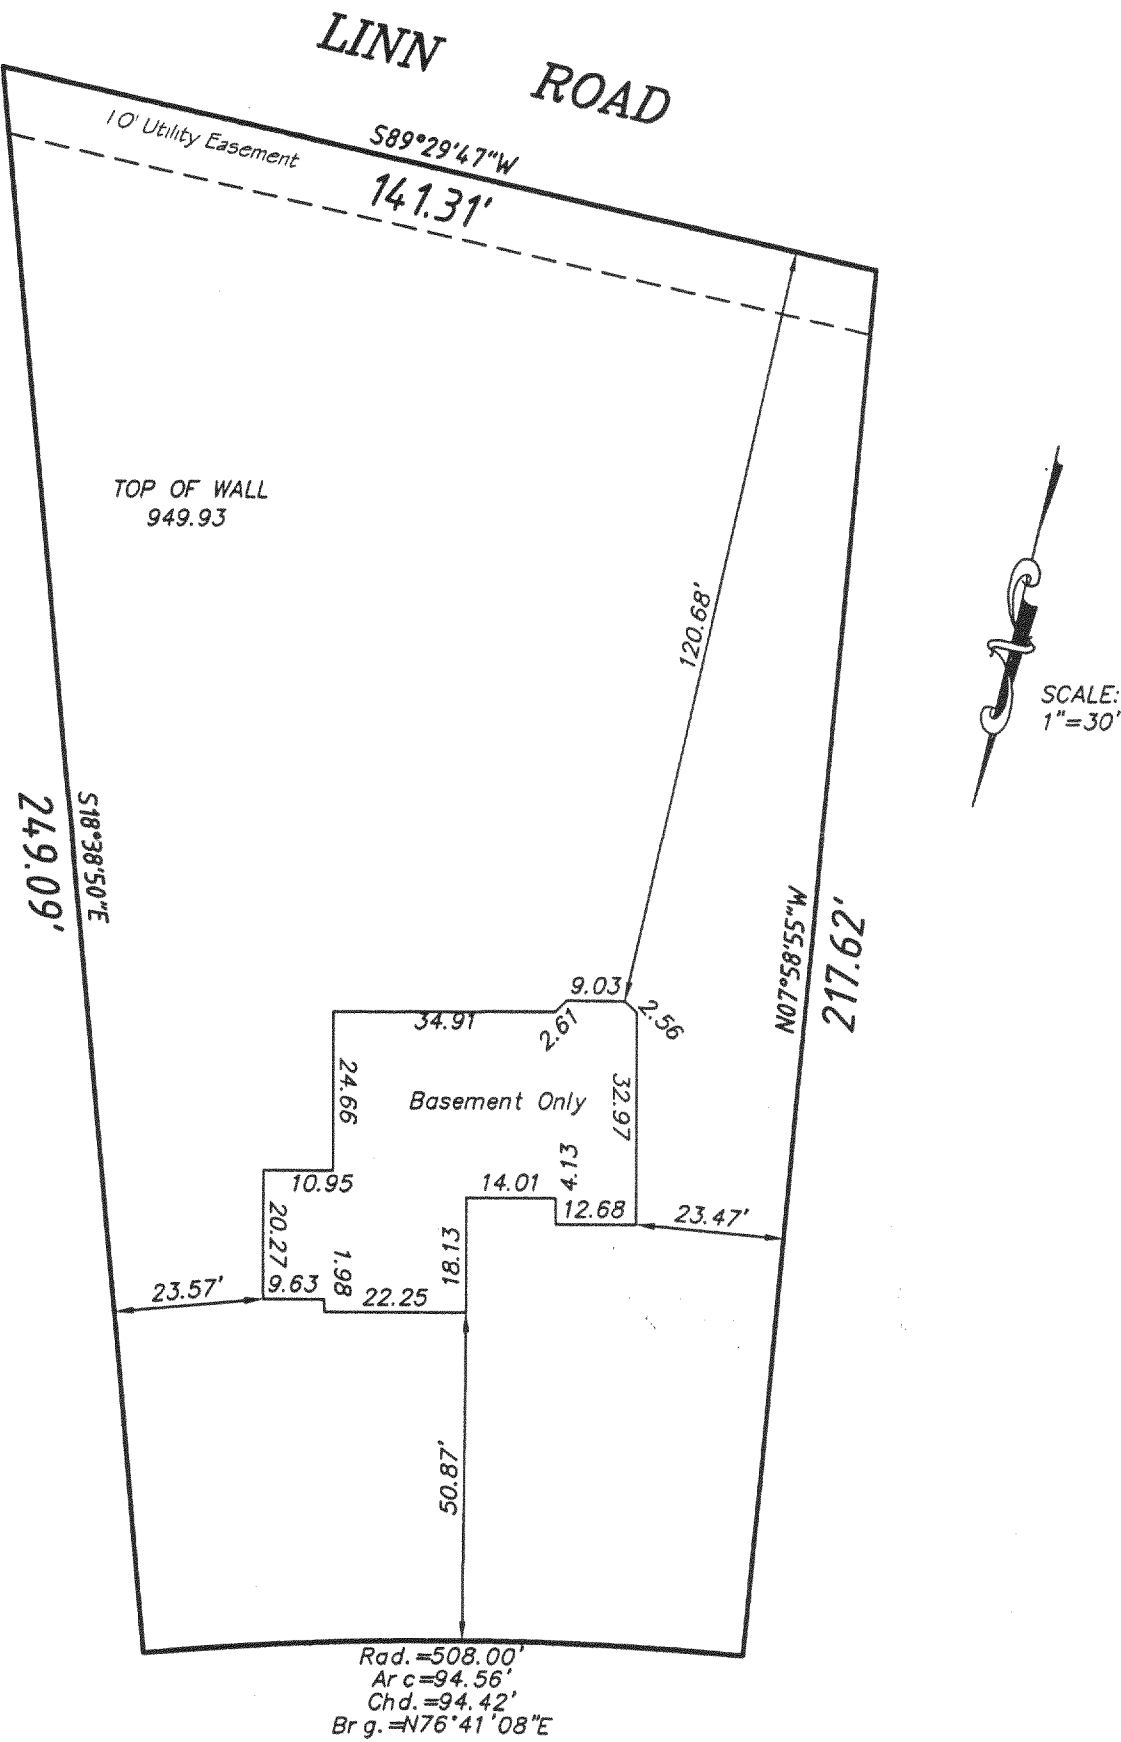 LINN ROAD
10' Utility Easement
S89°29'47"W
141.31'
TOP OF WALL
949.93
120.68'
SCALE:
1"=30'
S18°38'50"E
249.09'
N07°58'55"W
217.62'
9.03
34.91
2.61
2.56
24.66
Basement Only
32.97
10.95
14.01
4.13
12.68
23.47'
20.27
1.98
18.13
23.57'
9.63
22.25
50.87'
Rad.=508.00'
Arc=94.56'
Chd.=94.42'
Brg.=N76°41'08"E